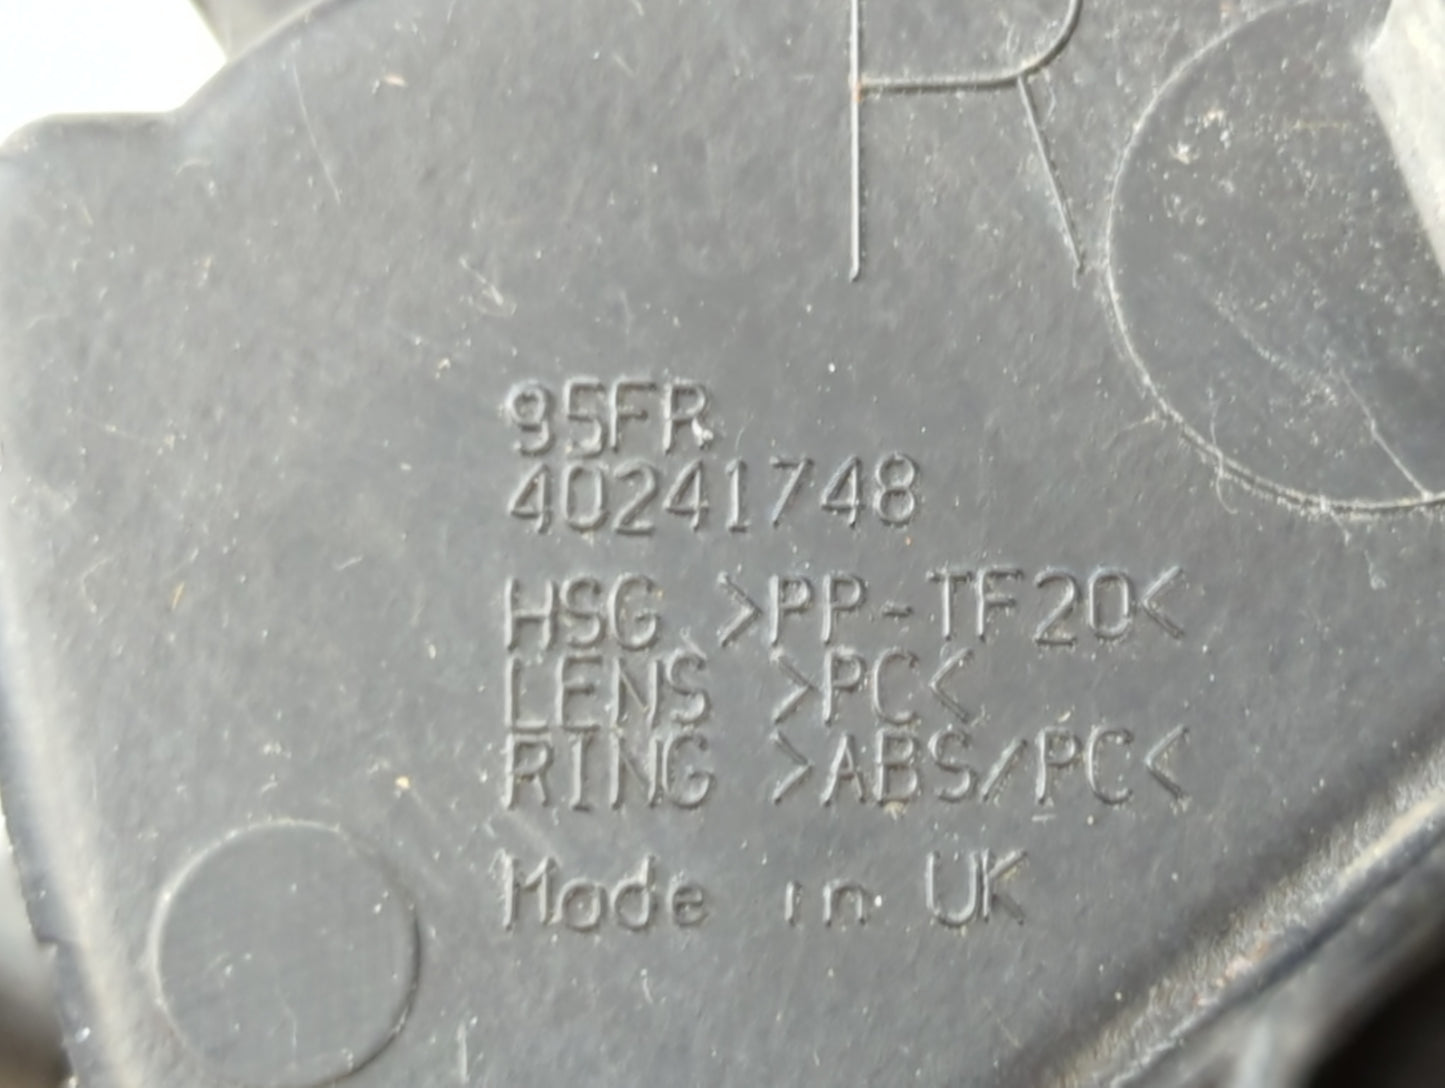 R
95FR
40241748
HSG >PP-TF20<
LENS >PC<
RING >ABS/PC<
Made in UK